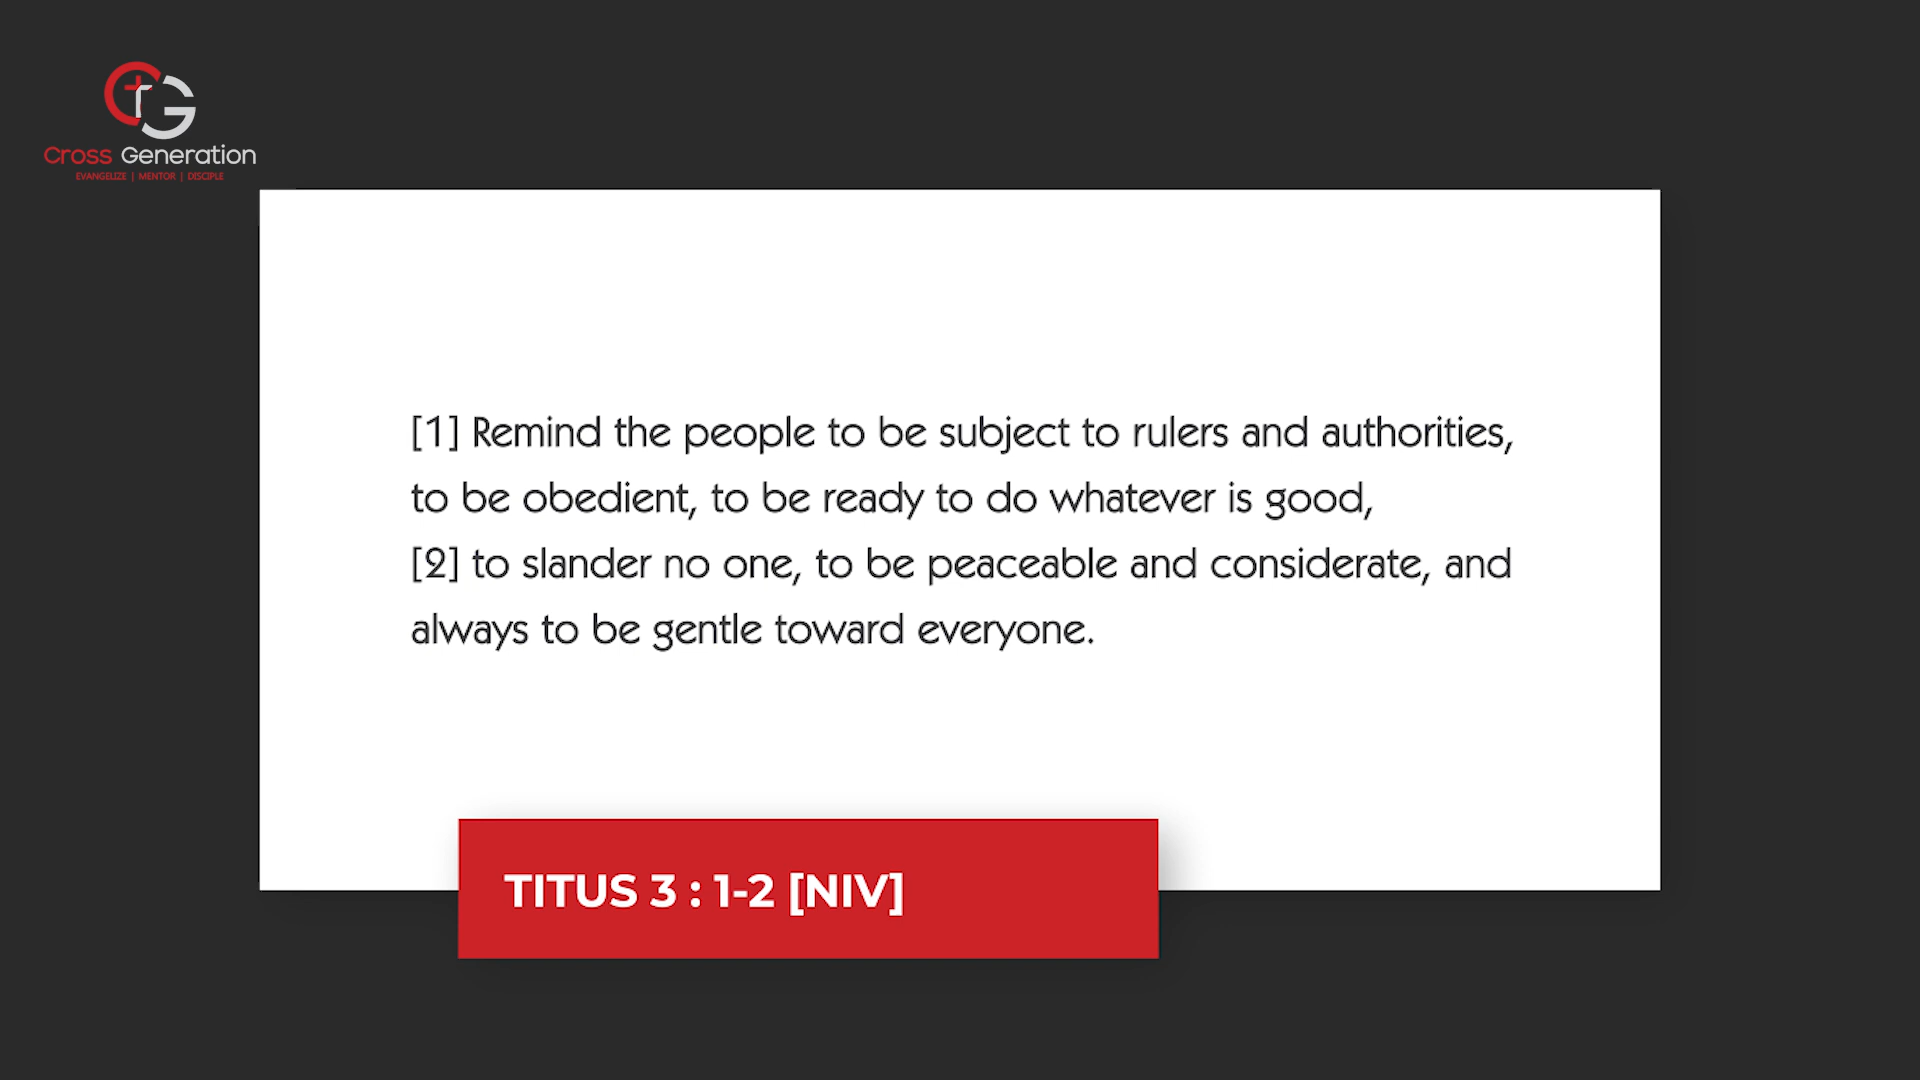 Cross Generation
EVANGELIZE | MENTOR | DISCIPLE
[1] Remind the people to be subject to rulers and authorities,
to be obedient, to be ready to do whatever is good,
[2] to slander no one, to be peaceable and considerate, and
always to be gentle toward everyone.
TITUS 3 : 1-2 [NIV]